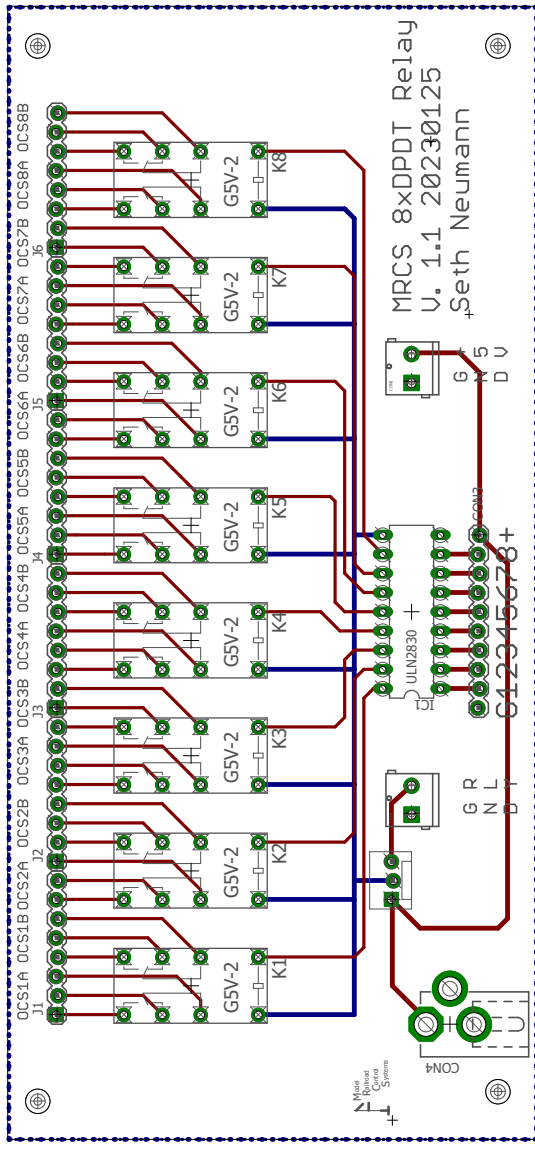 MRCS 8xDPDT Relay
V. 1.1 20230125
Seth Neumann
OCS1A OCS1B OCS2A OCS2B OCS3A OCS3B OCS4A OCS4B OCS5A OCS5B OCS6A OCS6B OCS7A OCS7B OCS8A OCS8B
J1 J2 J3 J4 J5 J6
G5V-2 G5V-2 G5V-2 G5V-2 G5V-2 G5V-2 G5V-2 G5V-2
K1 K2 K3 K4 K5 K6 K7 K8
ULN2830
IC1
CON2
G12345678+
G +
N 5
D V
G R
N L
D Y
CON4
Model
Railroad
Control
Systems